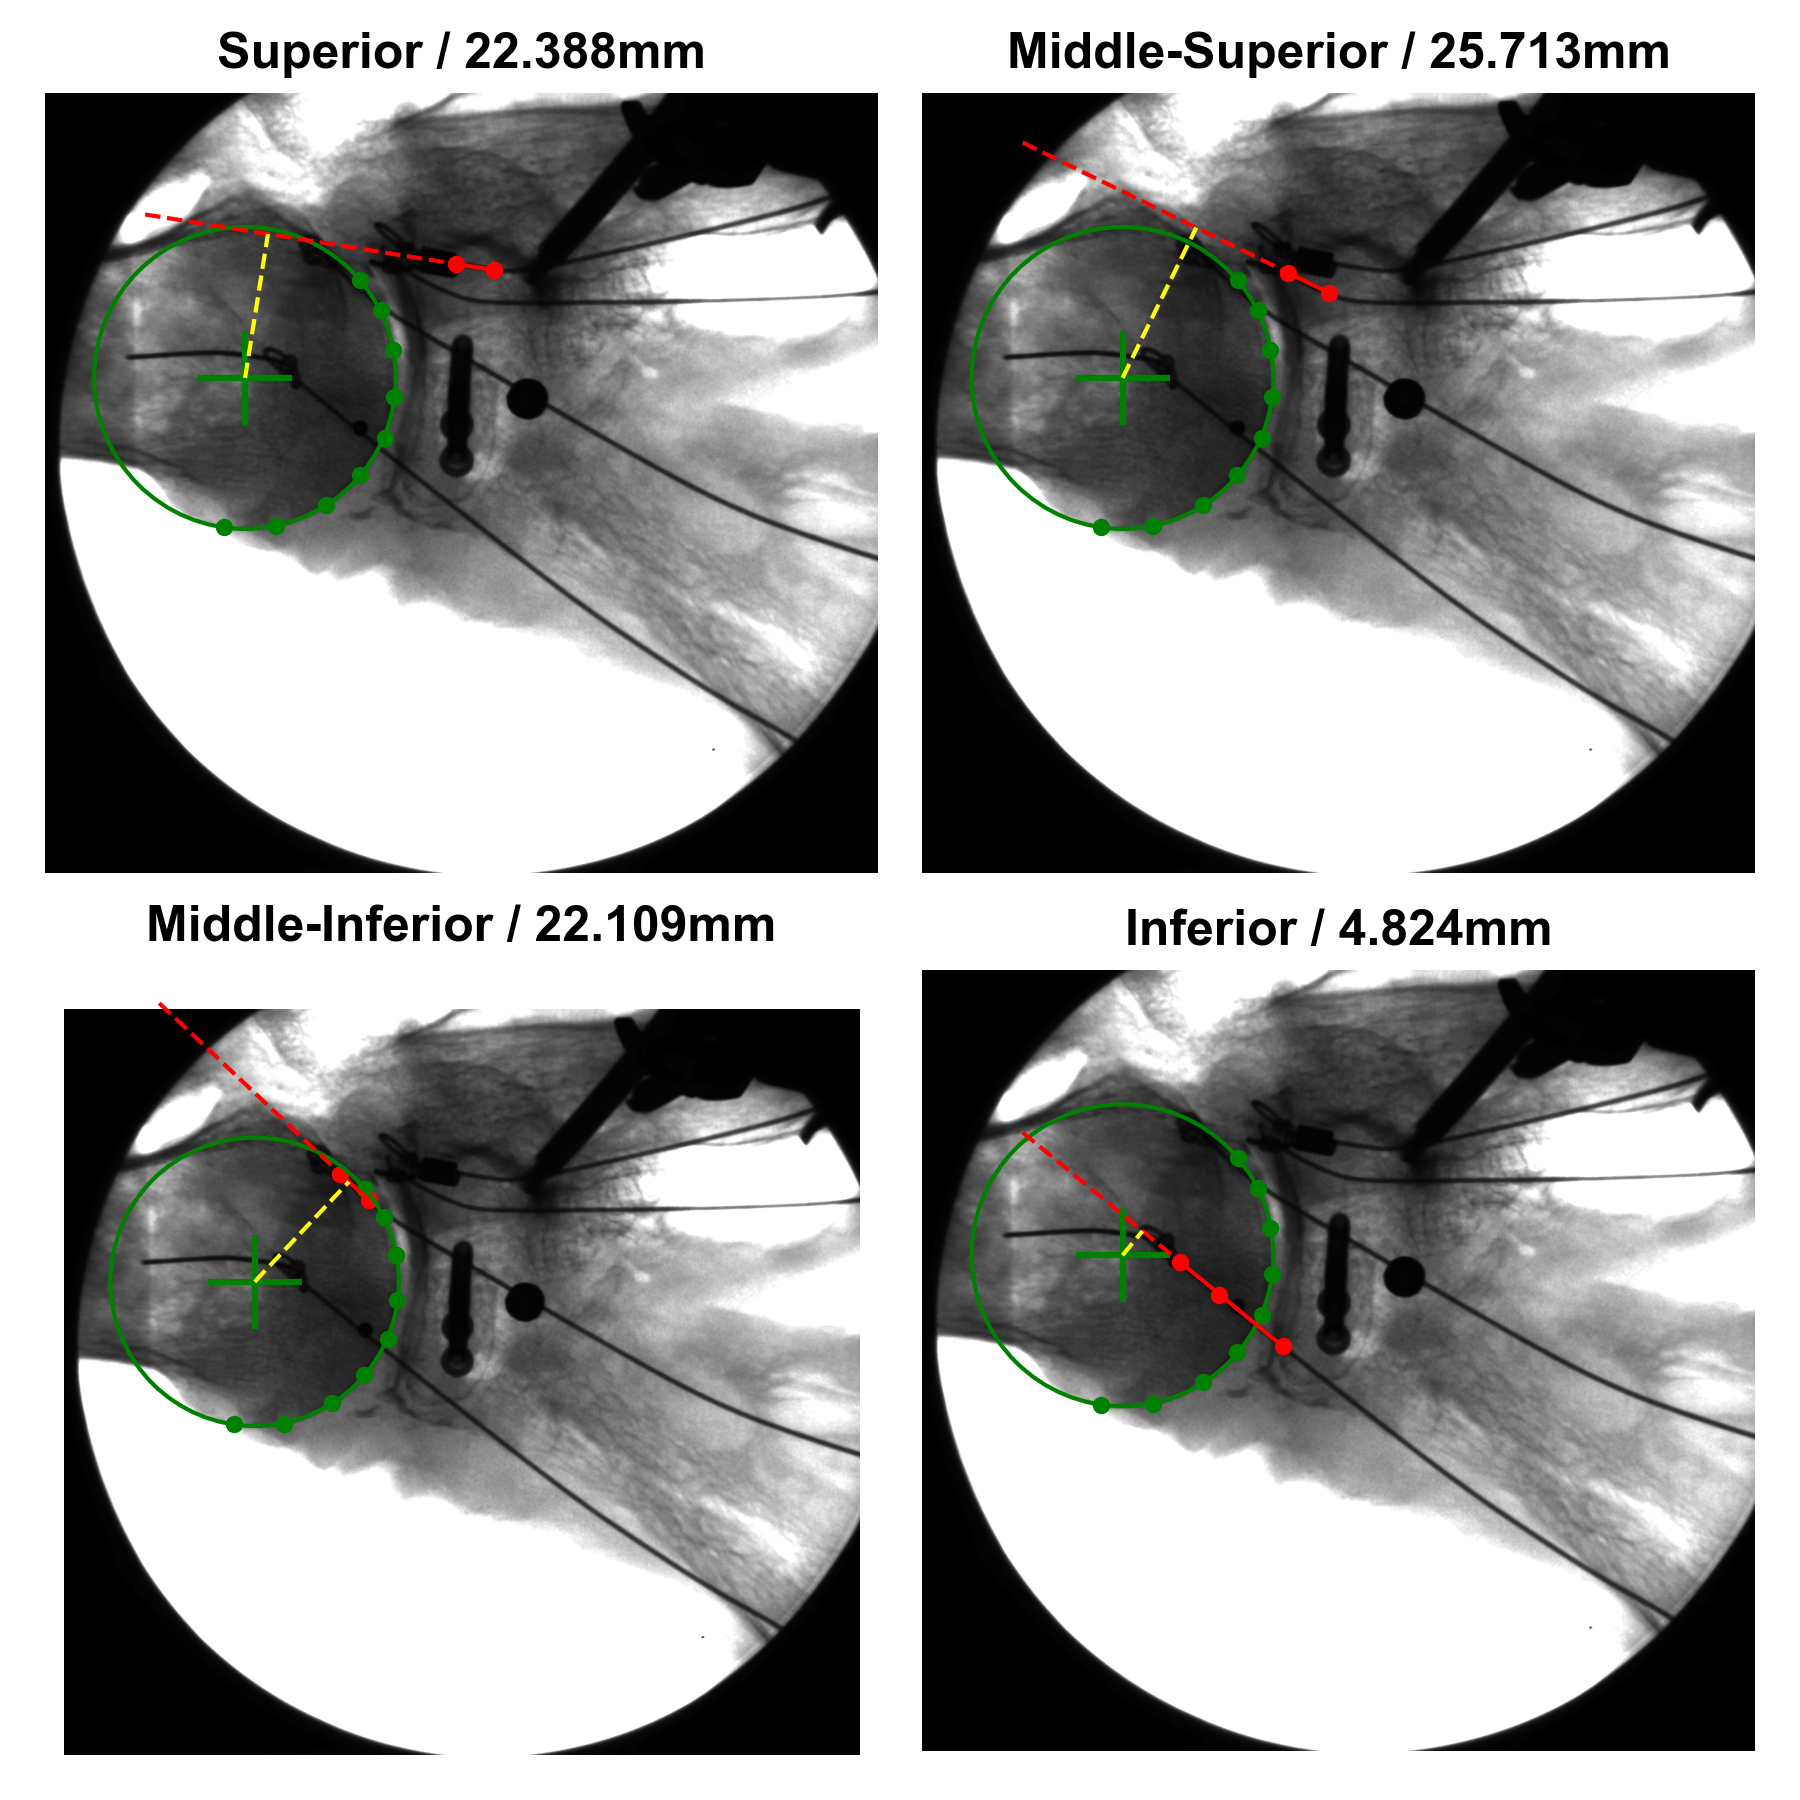 Superior / 22.388mm
Middle-Superior / 25.713mm
Middle-Inferior / 22.109mm
Inferior / 4.824mm